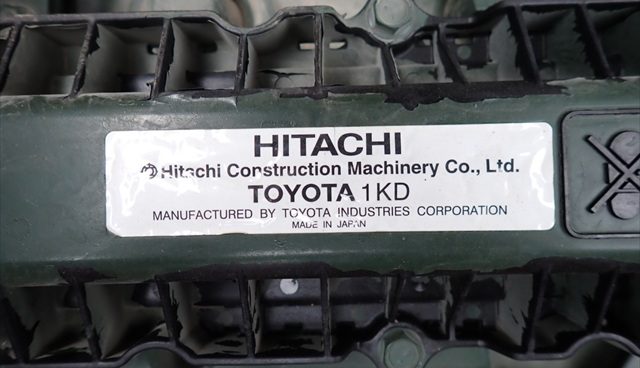 HITACHI
Hitachi Construction Machinery Co., Ltd.
TOYOTA 1KD
MANUFACTURED BY TOYOTA INDUSTRIES CORPORATION
MADE IN JAPAN